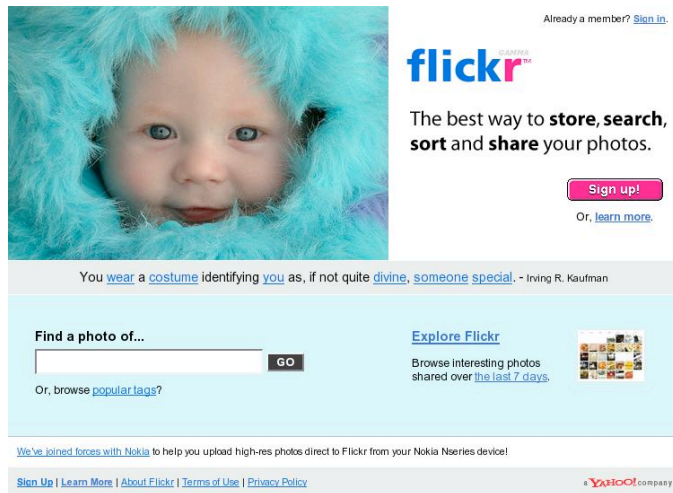 Already a member? Sign in.
flickr GAMMA™
The best way to store, search,
sort and share your photos.
Sign up!
Or, learn more.
You wear a costume identifying you as, if not quite divine, someone special. - Irving R. Kaufman
Find a photo of...
GO
Or, browse popular tags?
Explore Flickr
Browse interesting photos
shared over the last 7 days.
We've joined forces with Nokia to help you upload high-res photos direct to Flickr from your Nokia Nseries device!
Sign Up | Learn More | About Flickr | Terms of Use | Privacy Policy
a YAHOO! company